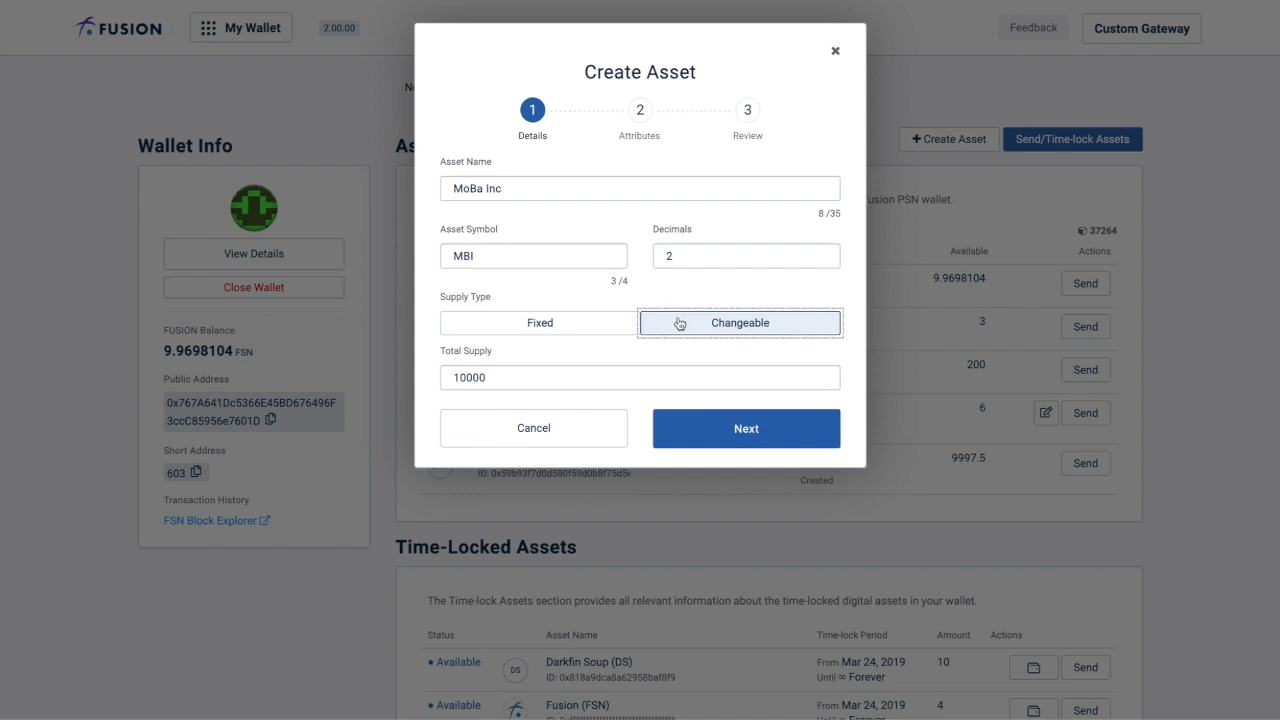 FUSION
My Wallet
2.00.00
Feedback
Custom Gateway
Create Asset
1
2
3
Details
Attributes
Review
Asset Name
MoBa Inc
8 /35
Asset Symbol
Decimals
MBI
2
3 /4
Supply Type
Fixed
Changeable
Total Supply
10000
Cancel
Next
Wallet Info
View Details
Close Wallet
FUSION Balance
9.9698104 FSN
Public Address
0x767A641Dc5366E45BD676496F
3ccC85956e7601D
Short Address
603
Transaction History
FSN Block Explorer
+ Create Asset
Send/Time-lock Assets
usion PSN wallet.
37264
Available
Actions
9.9698104
Send
3
Send
200
Send
6
Send
9997.5
Send
ID: 0x59b93f7d0d580f59d0b8f75d5e
Created
Time-Locked Assets
The Time-lock Assets section provides all relevant information about the time-locked digital assets in your wallet.
Status
Asset Name
Time-lock Period
Amount
Actions
Available
DS
Darkfin Soup (DS)
ID: 0x818a9dca8a62958baf8f9
From Mar 24, 2019
Until ∞ Forever
10
Send
Available
Fusion (FSN)
From Mar 24, 2019
Until ∞ Forever
4
Send